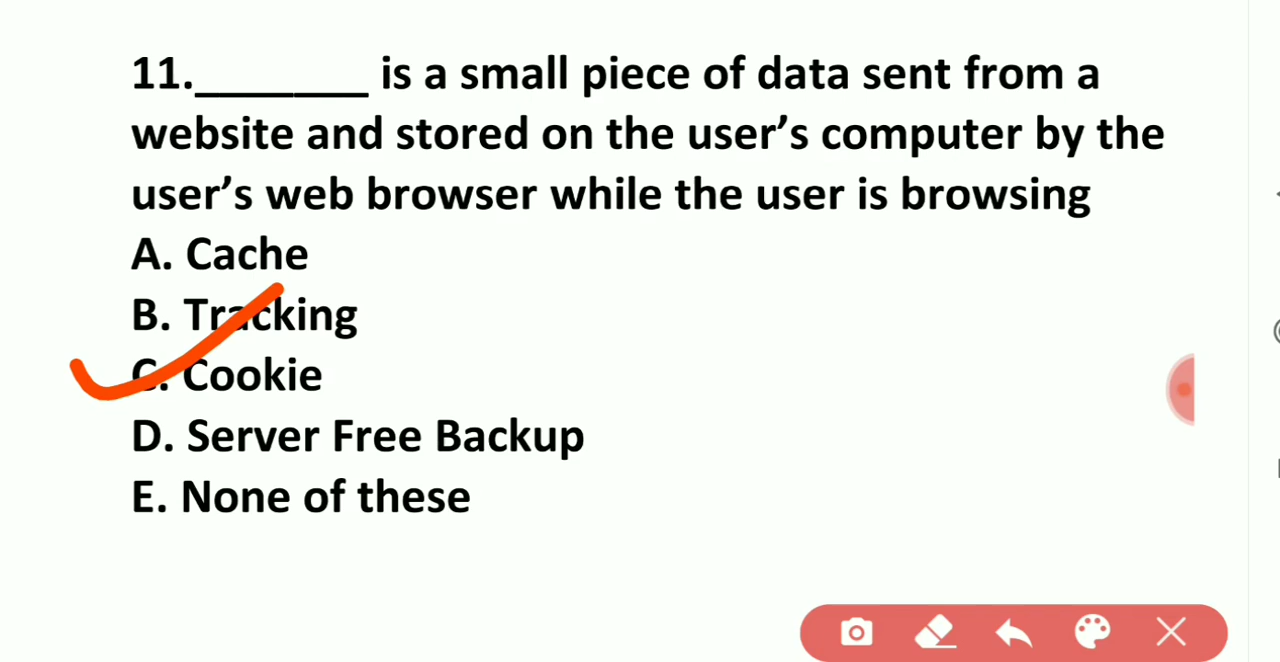 11._______ is a small piece of data sent from a
website and stored on the user’s computer by the
user’s web browser while the user is browsing
A. Cache
B. Tracking
C. Cookie
D. Server Free Backup
E. None of these